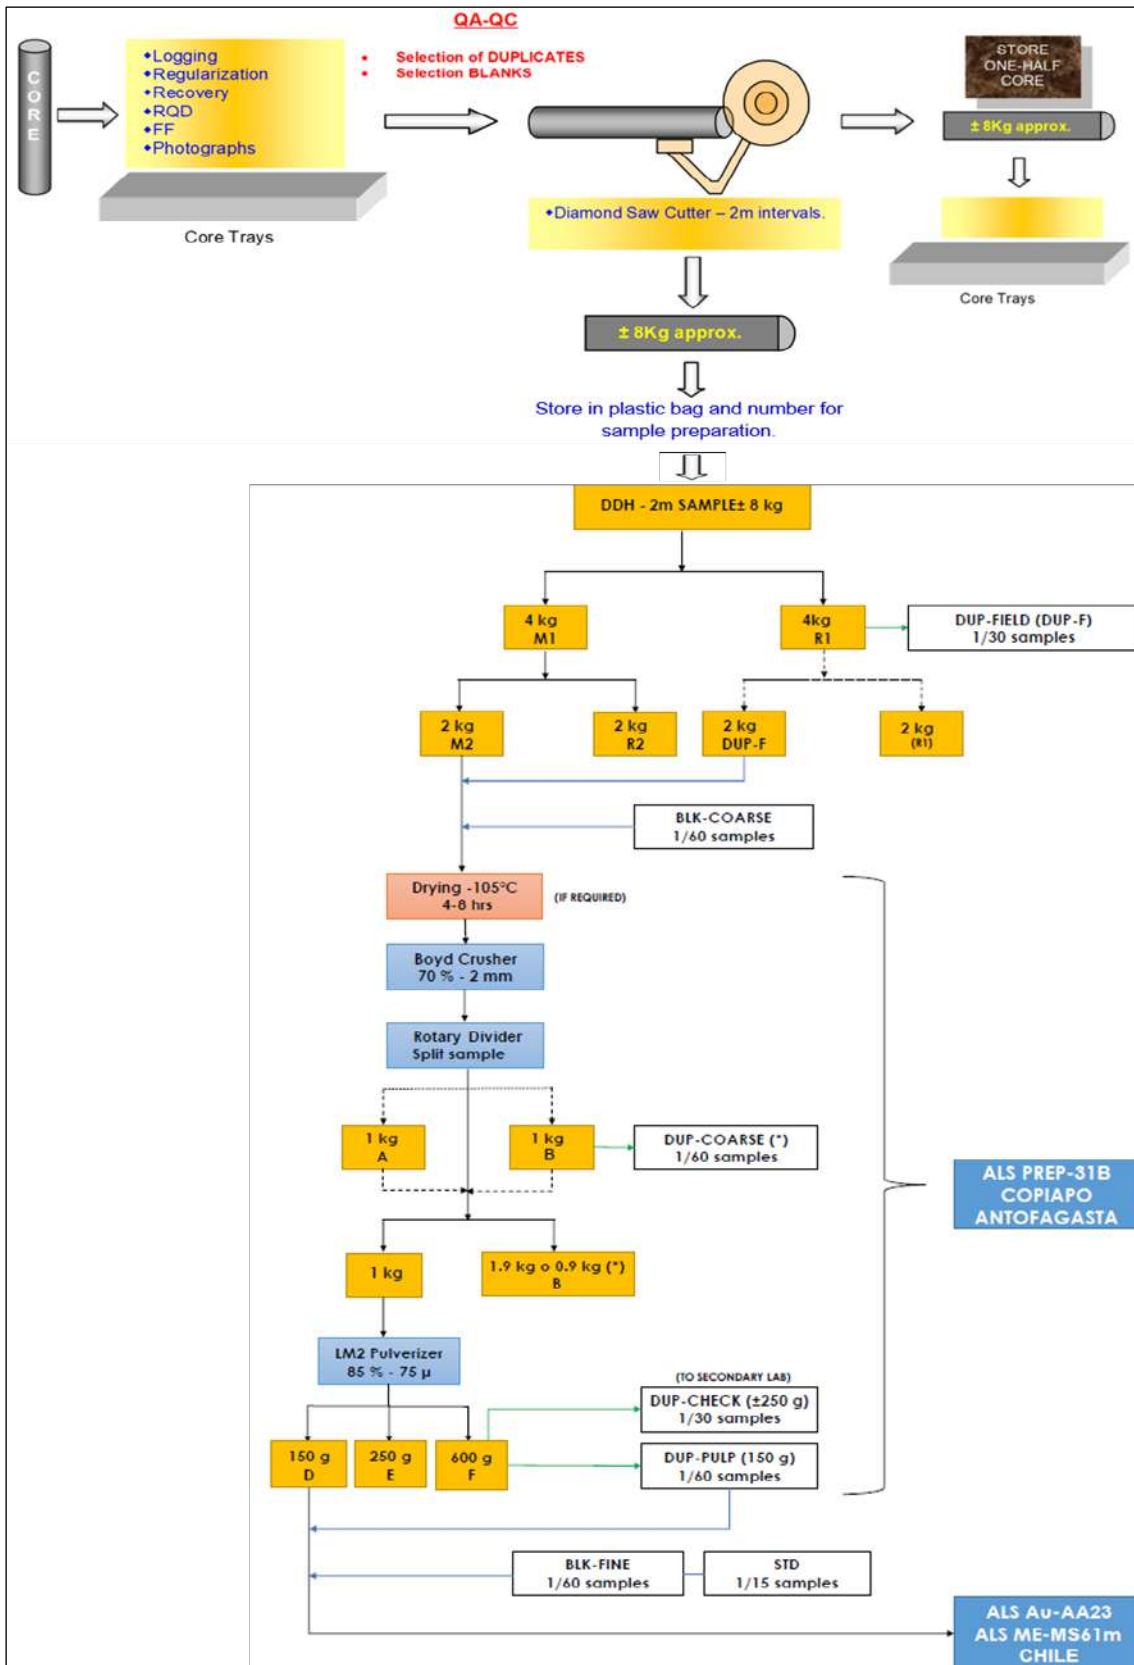 QA-QC
CORE
◆Logging
◆Regularization
◆Recovery
◆RQD
◆FF
◆Photographs
• Selection of DUPLICATES
• Selection BLANKS
STORE
ONE-HALF
CORE
± 8Kg approx.
Core Trays
◆Diamond Saw Cutter – 2m intervals.
Core Trays
± 8Kg approx.
Store in plastic bag and number for
sample preparation.
DDH - 2m SAMPLE± 8 kg
4 kg
M1
4kg
R1
DUP-FIELD (DUP-F)
1/30 samples
2 kg
M2
2 kg
R2
2 kg
DUP-F
2 kg
(R1)
BLK-COARSE
1/60 samples
Drying -105°C
4-8 hrs
(IF REQUIRED)
Boyd Crusher
70 % - 2 mm
Rotary Divider
Split sample
1 kg
A
1 kg
B
DUP-COARSE (*)
1/60 samples
ALS PREP-31B
COPIAPO
ANTOFAGASTA
1 kg
1.9 kg o 0.9 kg (*)
B
LM2 Pulverizer
85 % - 75 µ
(TO SECONDARY LAB)
DUP-CHECK (±250 g)
1/30 samples
150 g
D
250 g
E
600 g
F
DUP-PULP (150 g)
1/60 samples
BLK-FINE
1/60 samples
STD
1/15 samples
ALS Au-AA23
ALS ME-MS61m
CHILE